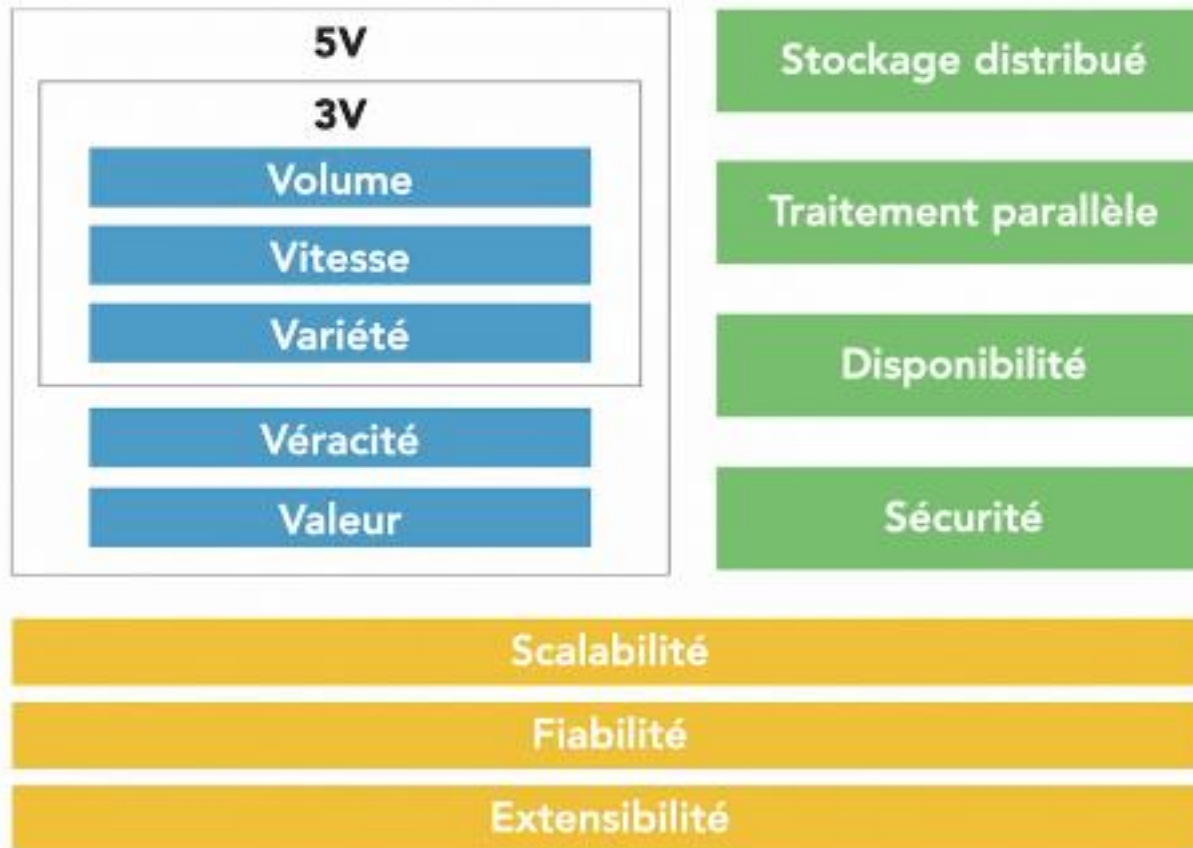 5V
3V
Volume
Vitesse
Variété
Véracité
Valeur
Stockage distribué
Traitement parallèle
Disponibilité
Sécurité
Scalabilité
Fiabilité
Extensibilité